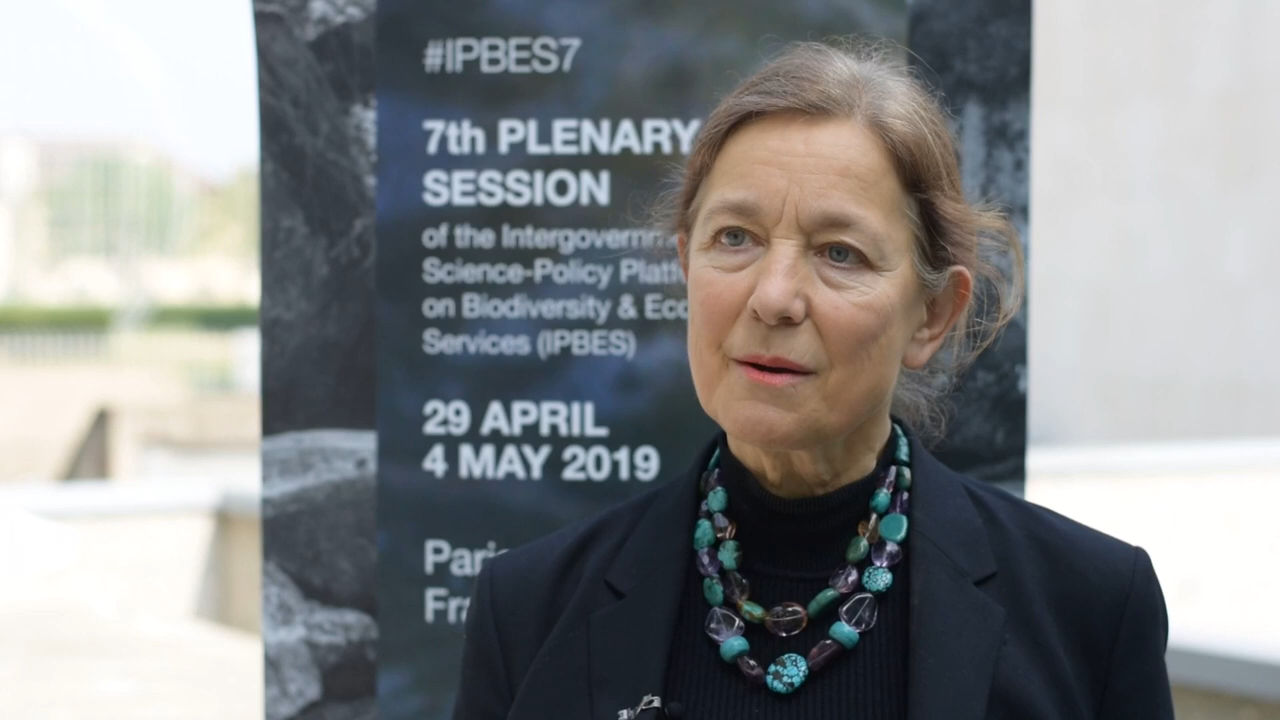 #IPBES7
7th PLENARY
SESSION
of the
Science-Policy
on Biodiversity &
Services (IPBES)
29 APRIL
4 MAY 2019